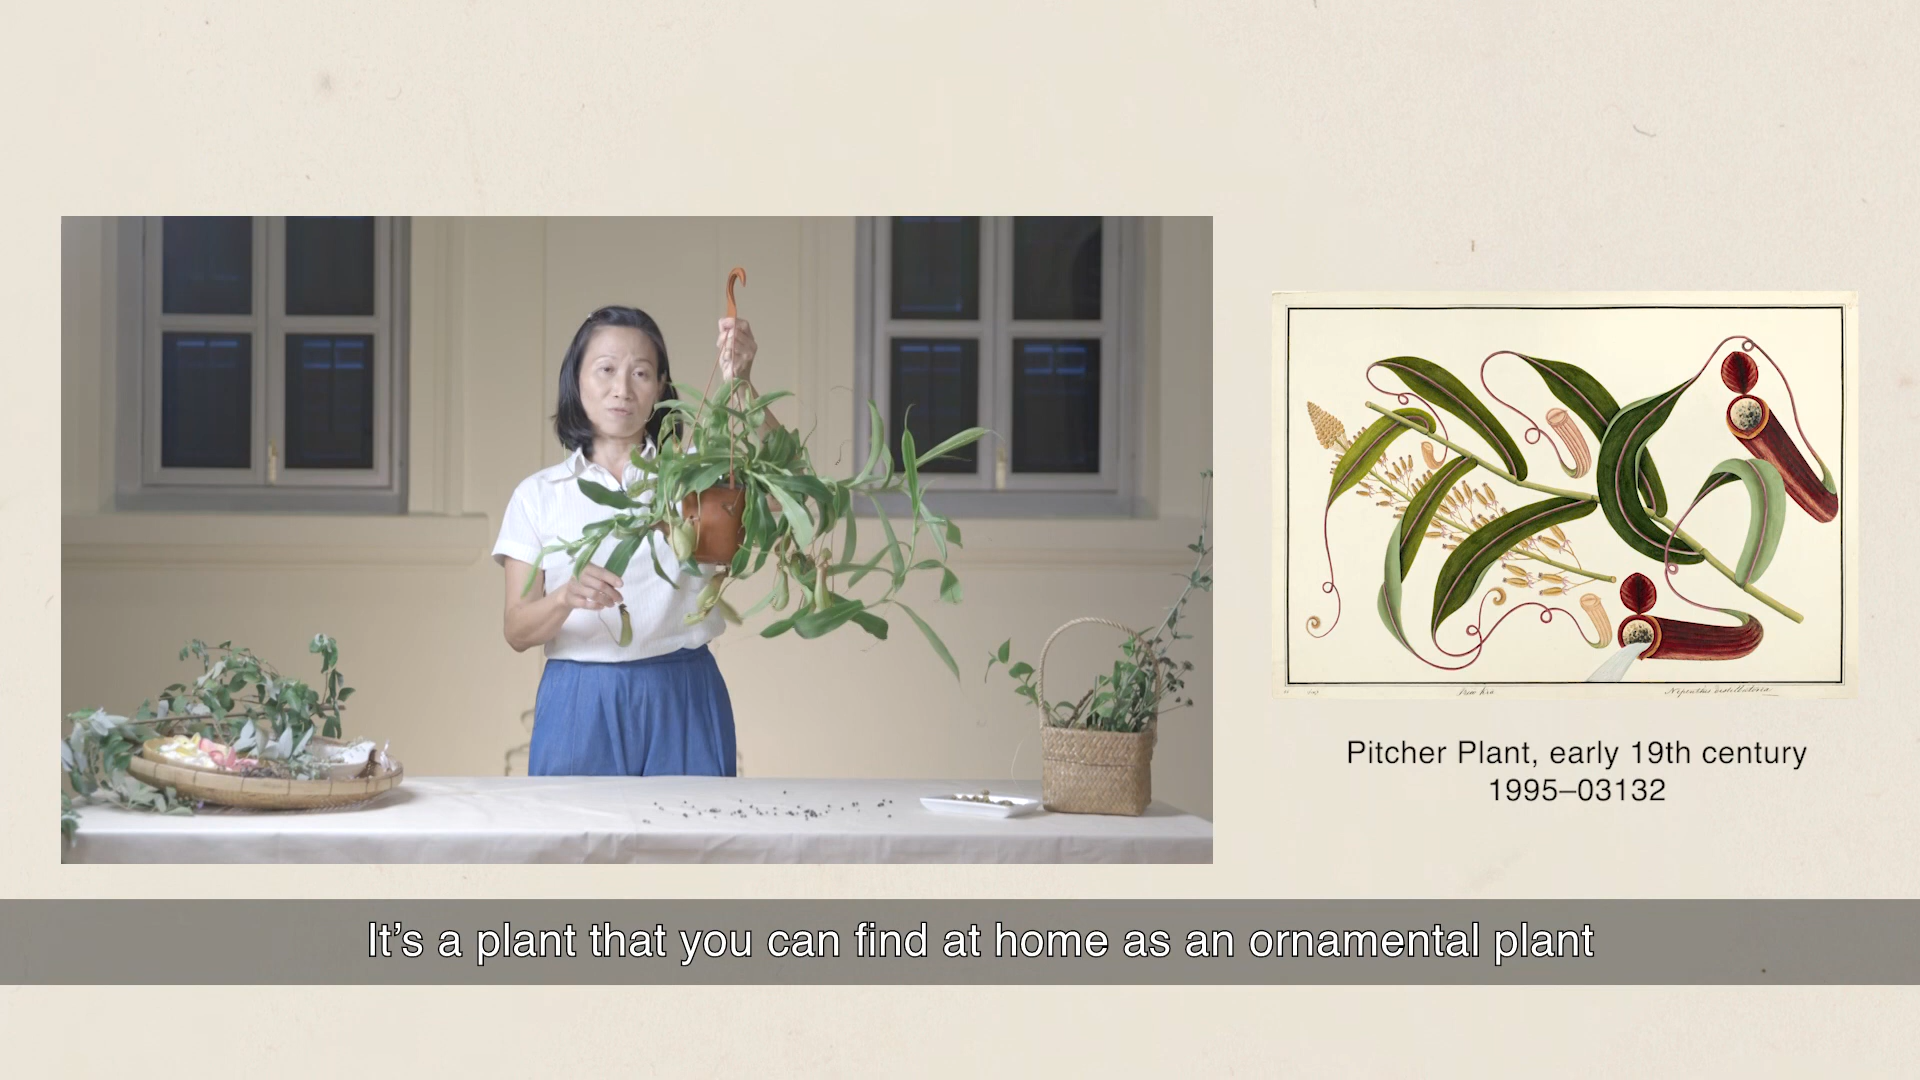 Pitcher Plant, early 19th century
1995–03132
It’s a plant that you can find at home as an ornamental plant